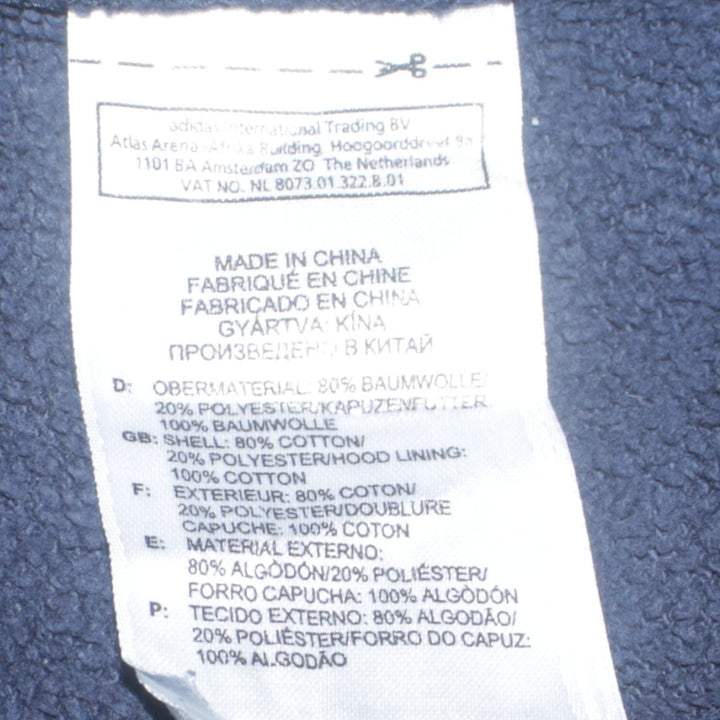 adidas International Trading BV
Atlas Arena Afrika Building, Hoogoorddreef 9a
1101 BA Amsterdam ZO The Netherlands
VAT NO. NL 8073.01.322.B.01
MADE IN CHINA
FABRIQUÉ EN CHINE
FABRICADO EN CHINA
GYÁRTVA: KÍNA
ПРОИЗВЕДЕНО В КИТАЙ
D: OBERMATERIAL: 80% BAUMWOLLE/
20% POLYESTER/KAPUZENFUTTER
100% BAUMWOLLE
GB: SHELL: 80% COTTON/
20% POLYESTER/HOOD LINING:
100% COTTON
F: EXTERIEUR: 80% COTON/
20% POLYESTER/DOUBLURE
CAPUCHE: 100% COTON
E: MATERIAL EXTERNO:
80% ALGODÓN/20% POLIÉSTER/
FORRO CAPUCHA: 100% ALGODÓN
P: TECIDO EXTERNO: 80% ALGODÃO/
20% POLIÉSTER/FORRO DO CAPUZ:
100% ALGODÃO